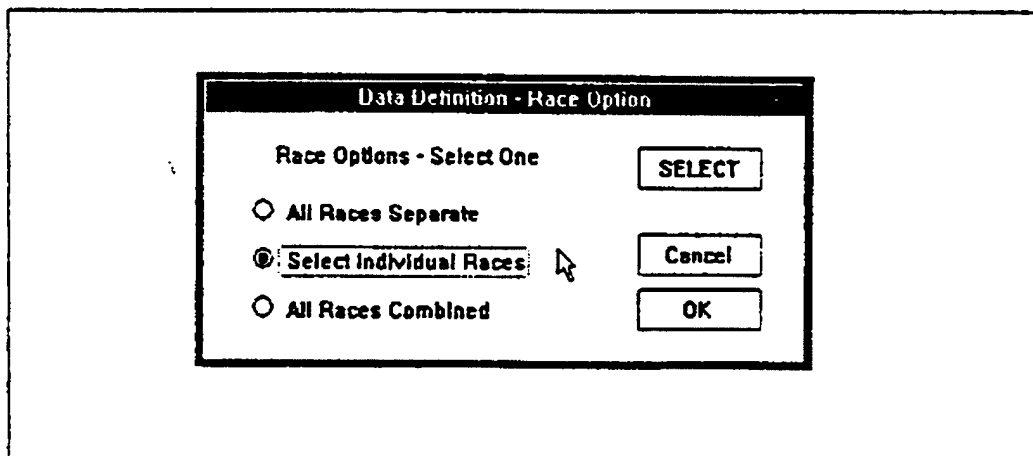 Data Definition - Race Option
Race Options - Select One
SELECT
All Races Separate
Select Individual Races
Cancel
All Races Combined
OK